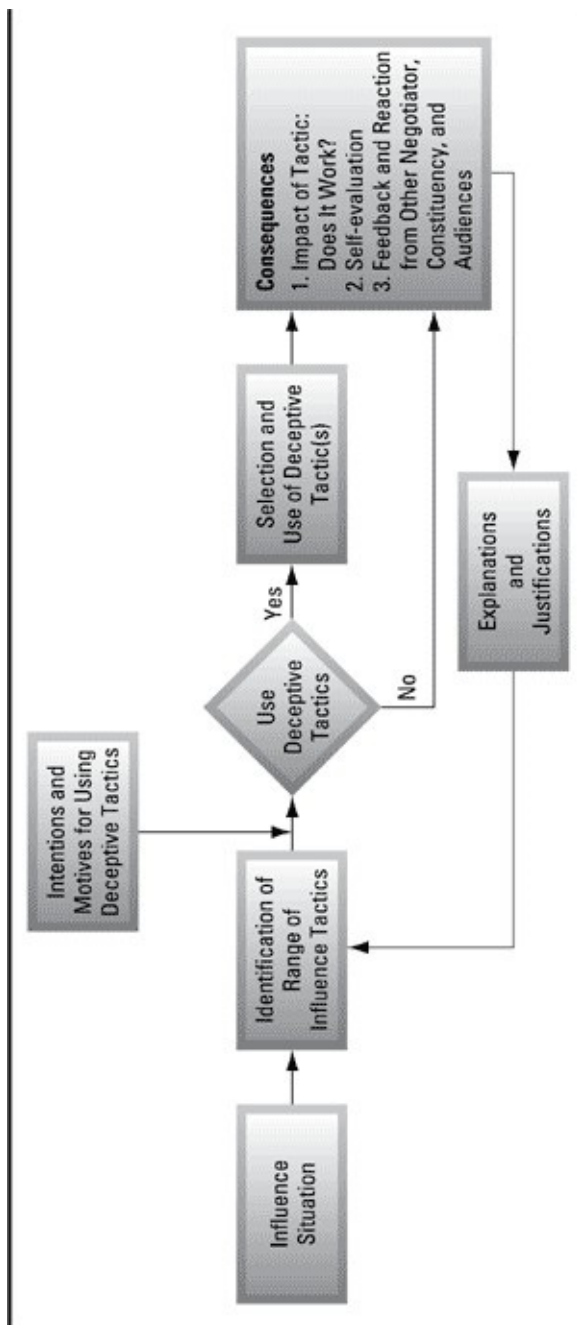 Influence
Situation
Identification of
Range of
Influence Tactics
Intentions and
Motives for Using
Deceptive Tactics
Use
Deceptive
Tactics
Yes
No
Selection and
Use of Deceptive
Tactic(s)
Consequences
1. Impact of Tactic:
Does It Work?
2. Self-evaluation
3. Feedback and Reaction
from Other Negotiator,
Constituency, and
Audiences
Explanations
and
Justifications